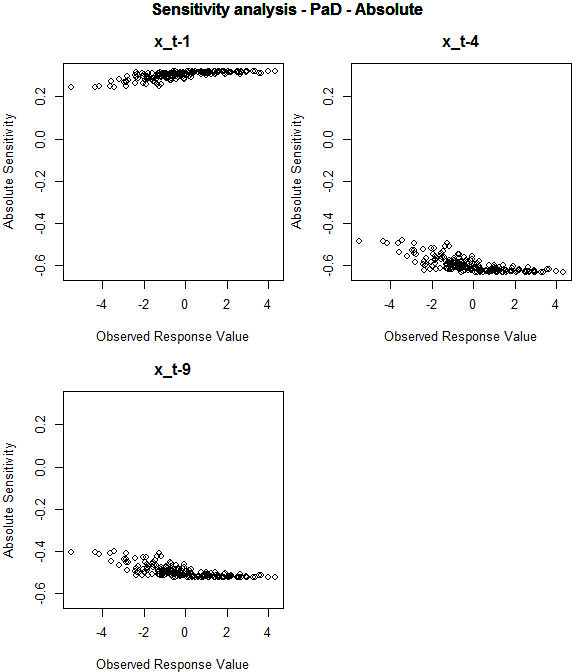 Sensitivity analysis - PaD - Absolute
x_t-1
x_t-4
Absolute Sensitivity
0.2
0.0
-0.2
-0.4
-0.6
-4 -2 0 2 4
Observed Response Value
Absolute Sensitivity
0.2
0.0
-0.2
-0.4
-0.6
-4 -2 0 2 4
Observed Response Value
x_t-9
Absolute Sensitivity
0.2
0.0
-0.2
-0.4
-0.6
-4 -2 0 2 4
Observed Response Value